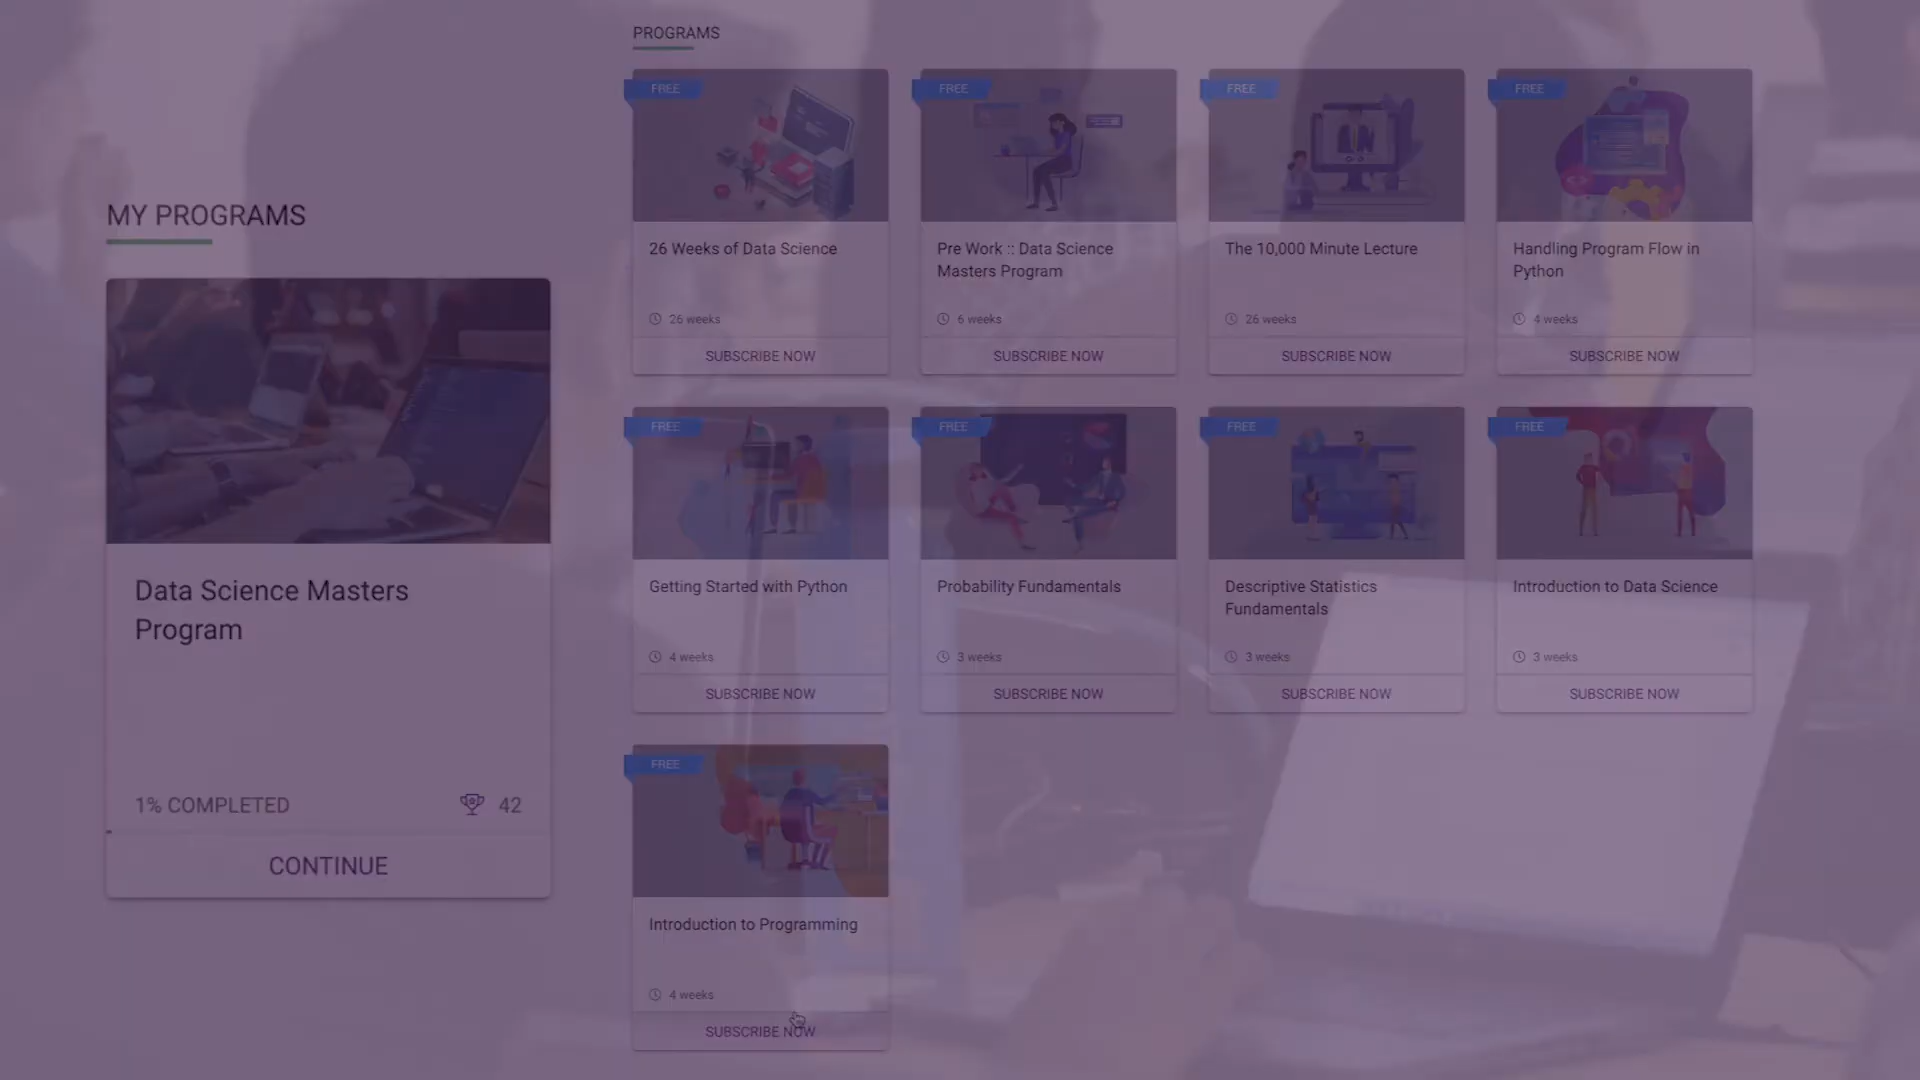 MY PROGRAMS
Data Science Masters
Program
1% COMPLETED
42
CONTINUE
PROGRAMS
FREE
26 Weeks of Data Science
26 weeks
SUBSCRIBE NOW
FREE
Pre Work :: Data Science
Masters Program
6 weeks
SUBSCRIBE NOW
FREE
The 10,000 Minute Lecture
26 weeks
SUBSCRIBE NOW
FREE
Handling Program Flow in
Python
4 weeks
SUBSCRIBE NOW
FREE
Getting Started with Python
4 weeks
SUBSCRIBE NOW
FREE
Probability Fundamentals
3 weeks
SUBSCRIBE NOW
FREE
Descriptive Statistics
Fundamentals
3 weeks
SUBSCRIBE NOW
FREE
Introduction to Data Science
3 weeks
SUBSCRIBE NOW
FREE
Introduction to Programming
4 weeks
SUBSCRIBE NOW